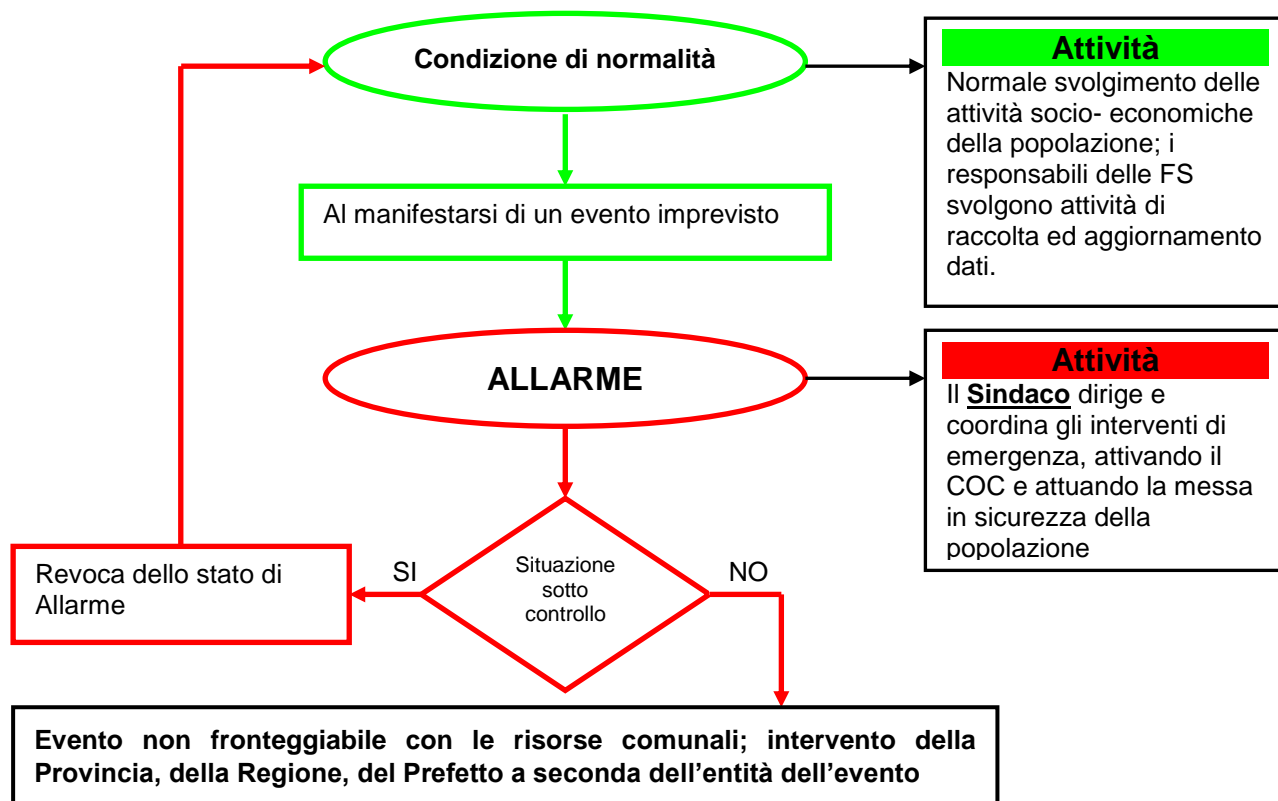 Condizione di normalità
Attività
Normale svolgimento delle
attività socio- economiche
della popolazione; i
responsabili delle FS
svolgono attività di
raccolta ed aggiornamento
dati.
Al manifestarsi di un evento imprevisto
ALLARME
Attività
Il Sindaco dirige e
coordina gli interventi di
emergenza, attivando il
COC e attuando la messa
in sicurezza della
popolazione
Revoca dello stato di
Allarme
SI
Situazione
sotto
controllo
NO
Evento non fronteggiabile con le risorse comunali; intervento della
Provincia, della Regione, del Prefetto a seconda dell’entità dell’evento